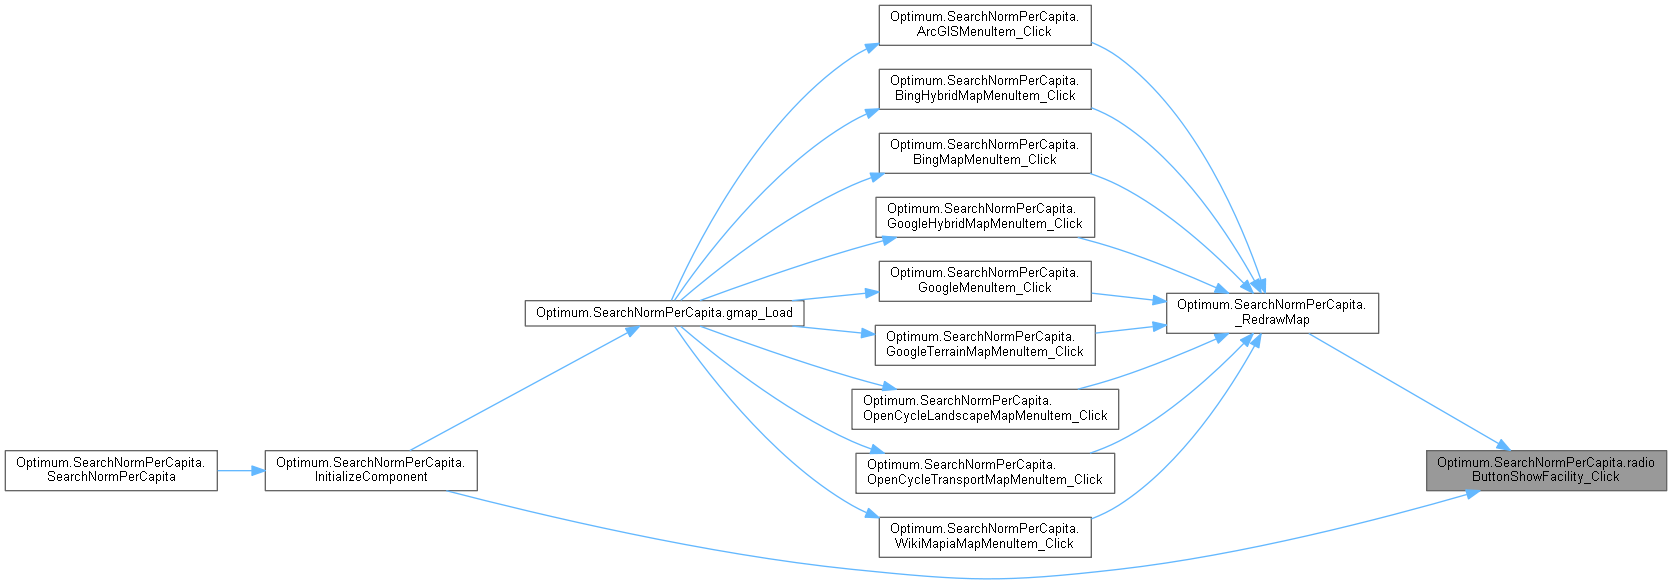 Optimum.SearchNormPerCapita.
ArcGISMenuItem_Click
Optimum.SearchNormPerCapita.
BingHybridMapMenuItem_Click
Optimum.SearchNormPerCapita.
BingMapMenuItem_Click
Optimum.SearchNormPerCapita.
GoogleHybridMapMenuItem_Click
Optimum.SearchNormPerCapita.
GoogleMenuItem_Click
Optimum.SearchNormPerCapita.
_RedrawMap
Optimum.SearchNormPerCapita.gmap_Load
Optimum.SearchNormPerCapita.
GoogleTerrainMapMenuItem_Click
Optimum.SearchNormPerCapita.
OpenCycleLandscapeMapMenuItem_Click
Optimum.SearchNormPerCapita.
SearchNormPerCapita
Optimum.SearchNormPerCapita.
InitializeComponent
Optimum.SearchNormPerCapita.
OpenCycleTransportMapMenuItem_Click
Optimum.SearchNormPerCapita.radio
ButtonShowFacility_Click
Optimum.SearchNormPerCapita.
WikiMapiaMapMenuItem_Click